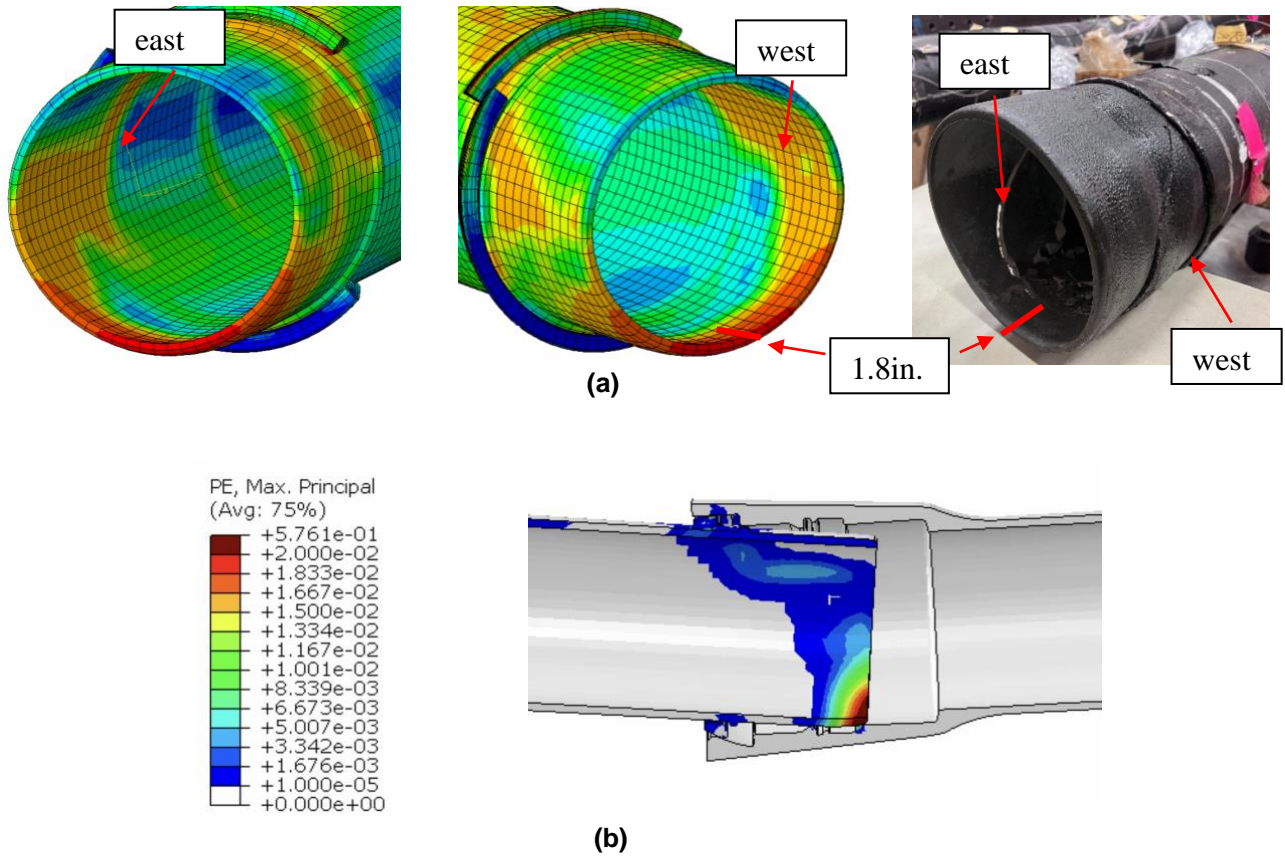 east
west
east
1.8in.
west
(a)
PE, Max. Principal
(Avg: 75%)
+5.761e-01
+2.000e-02
+1.833e-02
+1.667e-02
+1.500e-02
+1.334e-02
+1.167e-02
+1.001e-02
+8.339e-03
+6.673e-03
+5.007e-03
+3.342e-03
+1.676e-03
+1.000e-05
+0.000e+00
(b)